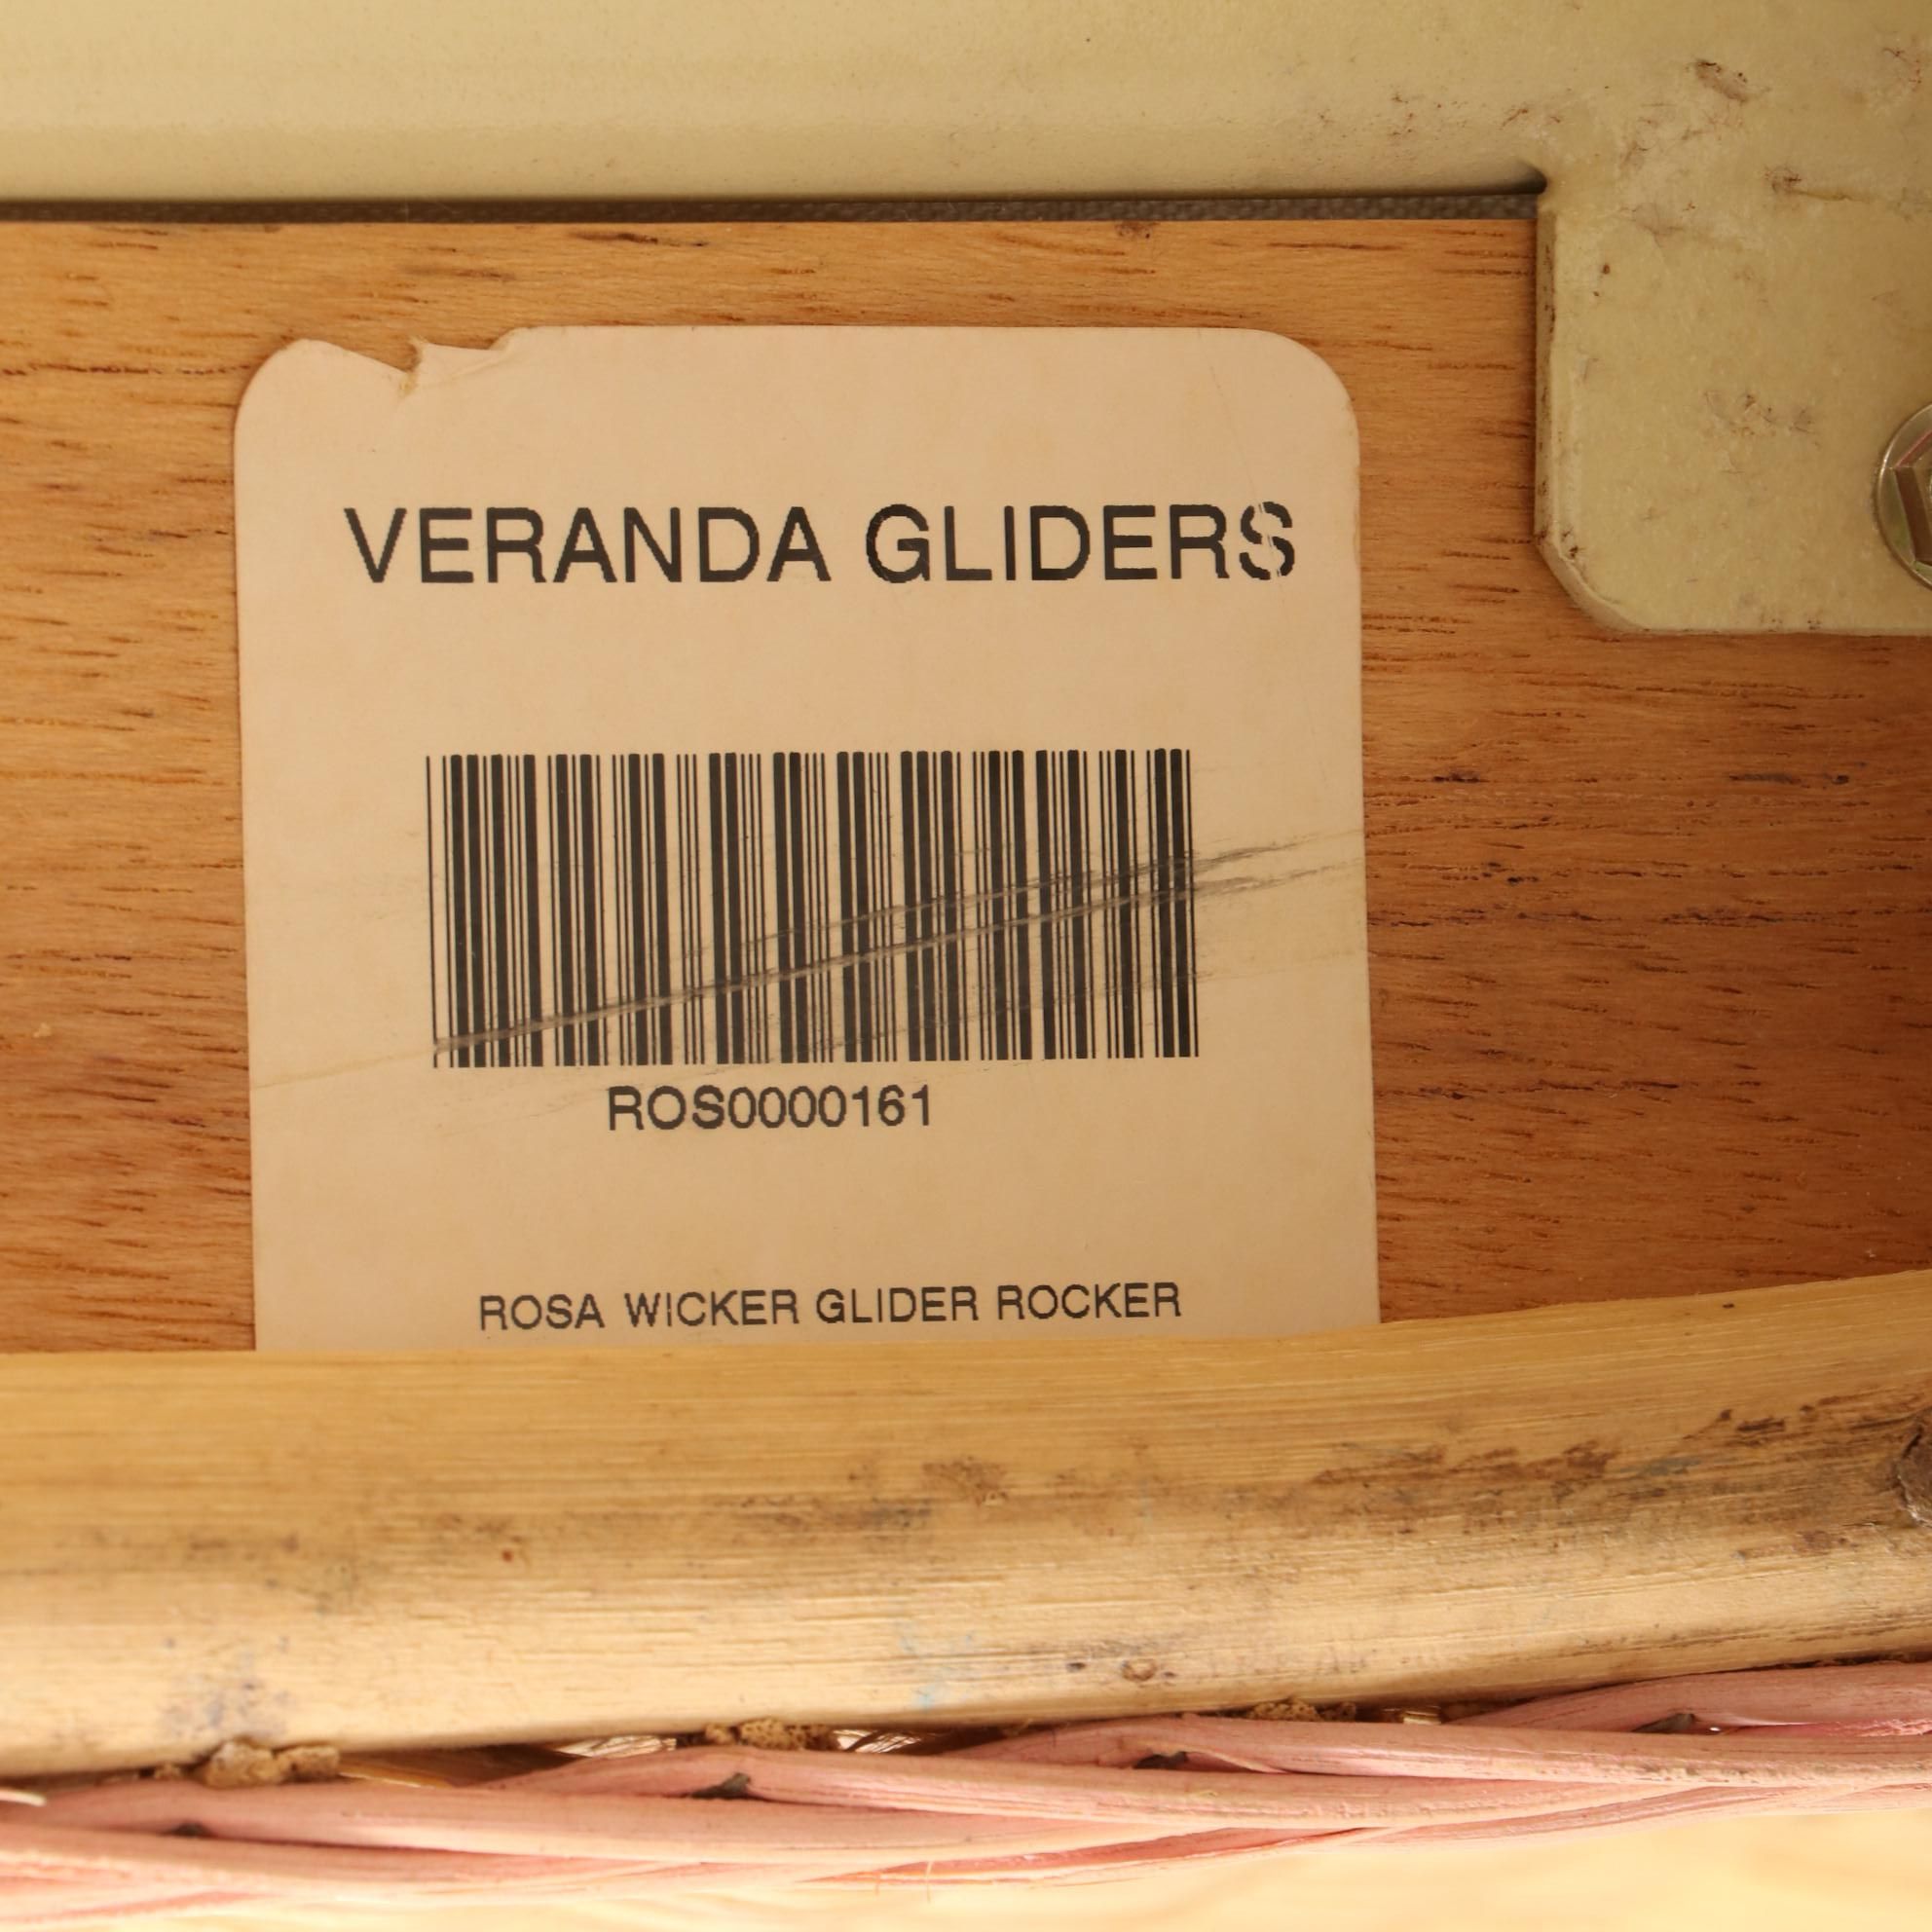 VERANDA GLIDERS
ROS0000161
ROSA WICKER GLIDER ROCKER